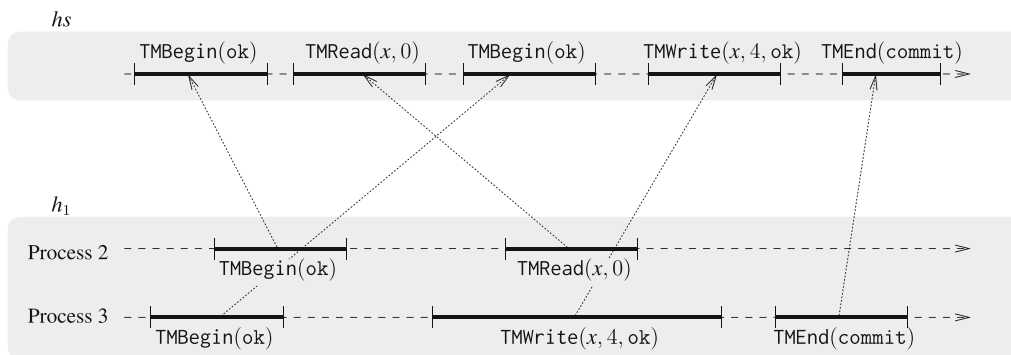 hs
TMBegin(ok) TMRead(x, 0) TMBegin(ok) TMWrite(x, 4, ok) TMEnd(commit)
h1
Process 2
TMBegin(ok) TMRead(x, 0)
Process 3
TMBegin(ok) TMWrite(x, 4, ok) TMEnd(commit)